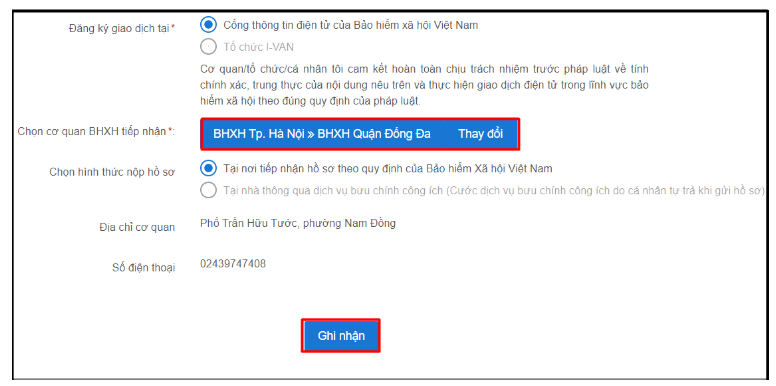 Đăng ký giao dịch tại *
Cổng thông tin điện tử của Bảo hiểm xã hội Việt Nam
Tổ chức I-VAN
Cơ quan/tổ chức/cá nhân tôi cam kết hoàn toàn chịu trách nhiệm trước pháp luật về tính
chính xác, trung thực của nội dung nêu trên và thực hiện giao dịch điện tử trong lĩnh vực bảo
hiểm xã hội theo đúng quy định của pháp luật.
Chọn cơ quan BHXH tiếp nhận *:
BHXH Tp. Hà Nội » BHXH Quận Đống Đa Thay đổi
Chọn hình thức nộp hồ sơ
Tại nơi tiếp nhận hồ sơ theo quy định của Bảo hiểm Xã hội Việt Nam
Tại nhà thông qua dịch vụ bưu chính công ích (Cước dịch vụ bưu chính công ích do cá nhân tự trả khi gửi hồ sơ)
Địa chỉ cơ quan
Phố Trần Hữu Tước, phường Nam Đồng
Số điện thoại
02439747408
Ghi nhận